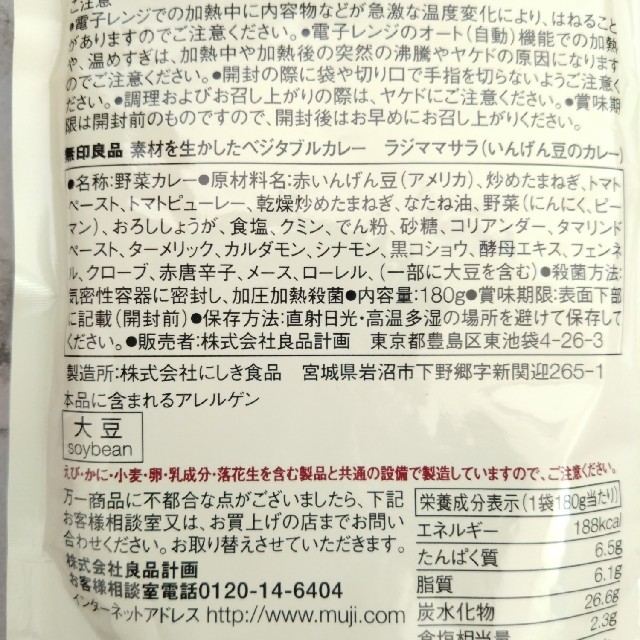 ご注意
●電子レンジでの加熱中に内容物などが急激な温度変化により、はねること
がありますのでご注意ください。●電子レンジのオート(自動)機能での加熱
や、温めすぎは、加熱中や加熱後の突然の沸騰やヤケドの原因になります
のでご注意ください。●開封の際に袋や切り口で手指を切らないようご注意く
ださい。●調理およびお召し上がりの際は、ヤケドにご注意ください。●賞味期
限は開封前のものですので、開封後はお早めにお召し上がりください。
無印良品 素材を生かしたベジタブルカレー ラジママサラ(いんげん豆のカレー)
●名称:野菜カレー●原材料名:赤いんげん豆(アメリカ)、炒めたまねぎ、トマト
ペースト、トマトピューレー、乾燥炒めたまねぎ、なたね油、野菜(にんにく、ピー
マン)、おろししょうが、食塩、クミン、でん粉、砂糖、コリアンダー、タマリンド
ペースト、ターメリック、カルダモン、シナモン、黒コショウ、酵母エキス、フェンネ
ル、クローブ、赤唐辛子、メース、ローレル、(一部に大豆を含む)●殺菌方法:
気密性容器に密封し、加圧加熱殺菌●内容量:180g●賞味期限:表面下部
に記載(開封前)●保存方法:直射日光・高温多湿の場所を避けて保存して
ください。●販売者:株式会社良品計画 東京都豊島区東池袋4-26-3
製造所:株式会社にしき食品 宮城県岩沼市下野郷字新関迎265-1
本品に含まれるアレルゲン
大豆
soybean
えび・かに・小麦・卵・乳成分・落花生を含む製品と共通の設備で製造していますので、ご注意ください。
万一商品に不都合な点がございましたら、下記
お客様相談室又は、お買上げの店までお問い
合わせください。お取り替えさせていただきます。
株式会社良品計画
お客様相談室電話0120-14-6404
インターネットアドレス http://www.muji.com/
栄養成分表示(1袋180g当たり)
エネルギー 188kcal
たんぱく質 6.5g
脂質 6.1g
炭水化物 26.6g
食塩相当量 2.3g